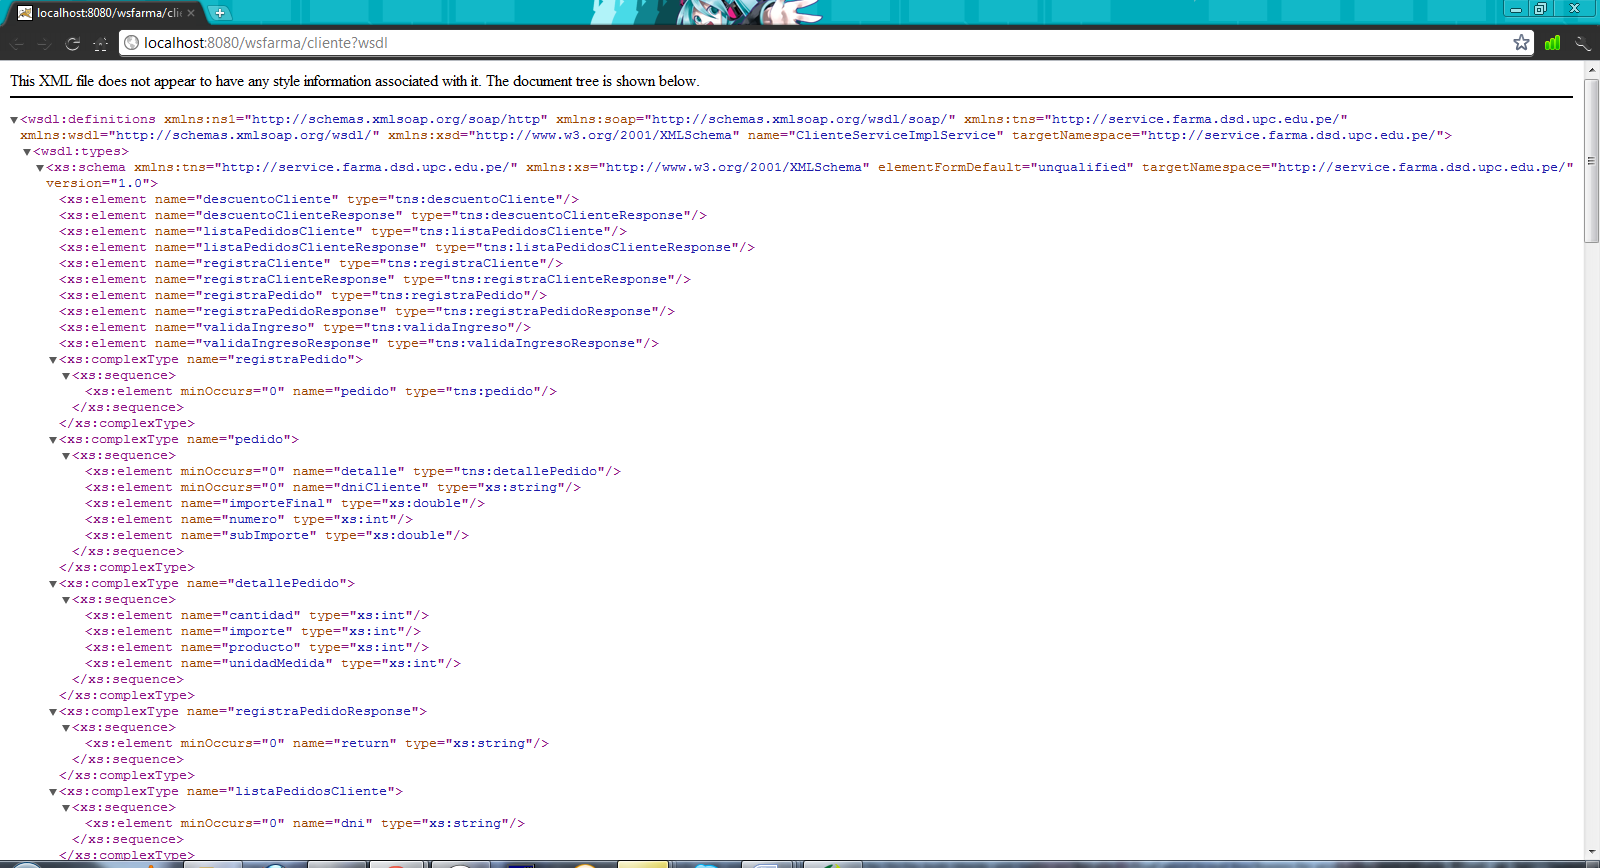 localhost:8080/wsfarma/clie
localhost:8080/wsfarma/cliente?wsdl
This XML file does not appear to have any style information associated with it. The document tree is shown below.
<wsdl:definitions xmlns:ns1="http://schemas.xmlsoap.org/soap/http" xmlns:soap="http://schemas.xmlsoap.org/wsdl/soap/" xmlns:tns="http://service.farma.dsd.upc.edu.pe/"
xmlns:wsdl="http://schemas.xmlsoap.org/wsdl/" xmlns:xsd="http://www.w3.org/2001/XMLSchema" name="ClienteServiceImplService" targetNamespace="http://service.farma.dsd.upc.edu.pe/">
<wsdl:types>
<xs:schema xmlns:tns="http://service.farma.dsd.upc.edu.pe/" xmlns:xs="http://www.w3.org/2001/XMLSchema" elementFormDefault="unqualified" targetNamespace="http://service.farma.dsd.upc.edu.pe/"
version="1.0">
<xs:element name="descuentoCliente" type="tns:descuentoCliente"/>
<xs:element name="descuentoClienteResponse" type="tns:descuentoClienteResponse"/>
<xs:element name="listaPedidosCliente" type="tns:listaPedidosCliente"/>
<xs:element name="listaPedidosClienteResponse" type="tns:listaPedidosClienteResponse"/>
<xs:element name="registraCliente" type="tns:registraCliente"/>
<xs:element name="registraClienteResponse" type="tns:registraClienteResponse"/>
<xs:element name="registraPedido" type="tns:registraPedido"/>
<xs:element name="registraPedidoResponse" type="tns:registraPedidoResponse"/>
<xs:element name="validaIngreso" type="tns:validaIngreso"/>
<xs:element name="validaIngresoResponse" type="tns:validaIngresoResponse"/>
<xs:complexType name="registraPedido">
<xs:sequence>
<xs:element minOccurs="0" name="pedido" type="tns:pedido"/>
</xs:sequence>
</xs:complexType>
<xs:complexType name="pedido">
<xs:sequence>
<xs:element minOccurs="0" name="detalle" type="tns:detallePedido"/>
<xs:element minOccurs="0" name="dniCliente" type="xs:string"/>
<xs:element name="importeFinal" type="xs:double"/>
<xs:element name="numero" type="xs:int"/>
<xs:element name="subImporte" type="xs:double"/>
</xs:sequence>
</xs:complexType>
<xs:complexType name="detallePedido">
<xs:sequence>
<xs:element name="cantidad" type="xs:int"/>
<xs:element name="importe" type="xs:int"/>
<xs:element name="producto" type="xs:int"/>
<xs:element name="unidadMedida" type="xs:int"/>
</xs:sequence>
</xs:complexType>
<xs:complexType name="registraPedidoResponse">
<xs:sequence>
<xs:element minOccurs="0" name="return" type="xs:string"/>
</xs:sequence>
</xs:complexType>
<xs:complexType name="listaPedidosCliente">
<xs:sequence>
<xs:element minOccurs="0" name="dni" type="xs:string"/>
</xs:sequence>
</xs:complexType>